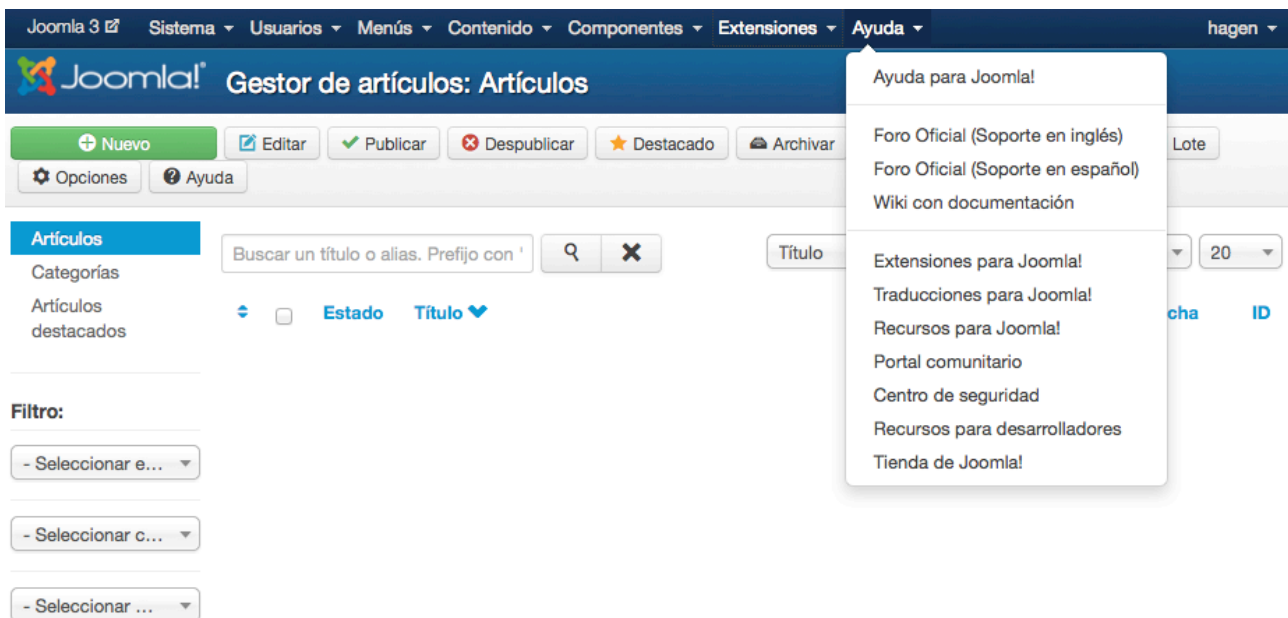 Joomla 3 Sistema Usuarios Menús Contenido Componentes Extensiones Ayuda hagen
Joomla!® Gestor de artículos: Artículos
Ayuda para Joomla!
Nuevo Editar Publicar Despublicar Destacado Archivar Lote
Opciones Ayuda
Foro Oficial (Soporte en inglés)
Foro Oficial (Soporte en español)
Wiki con documentación
Extensiones para Joomla!
Traducciones para Joomla!
Recursos para Joomla!
Portal comunitario
Centro de seguridad
Recursos para desarrolladores
Tienda de Joomla!
Artículos
Categorías
Artículos
destacados
Buscar un título o alias. Prefijo con
Título 20
Estado Título ID
Filtro:
- Seleccionar e...
- Seleccionar c...
- Seleccionar ...